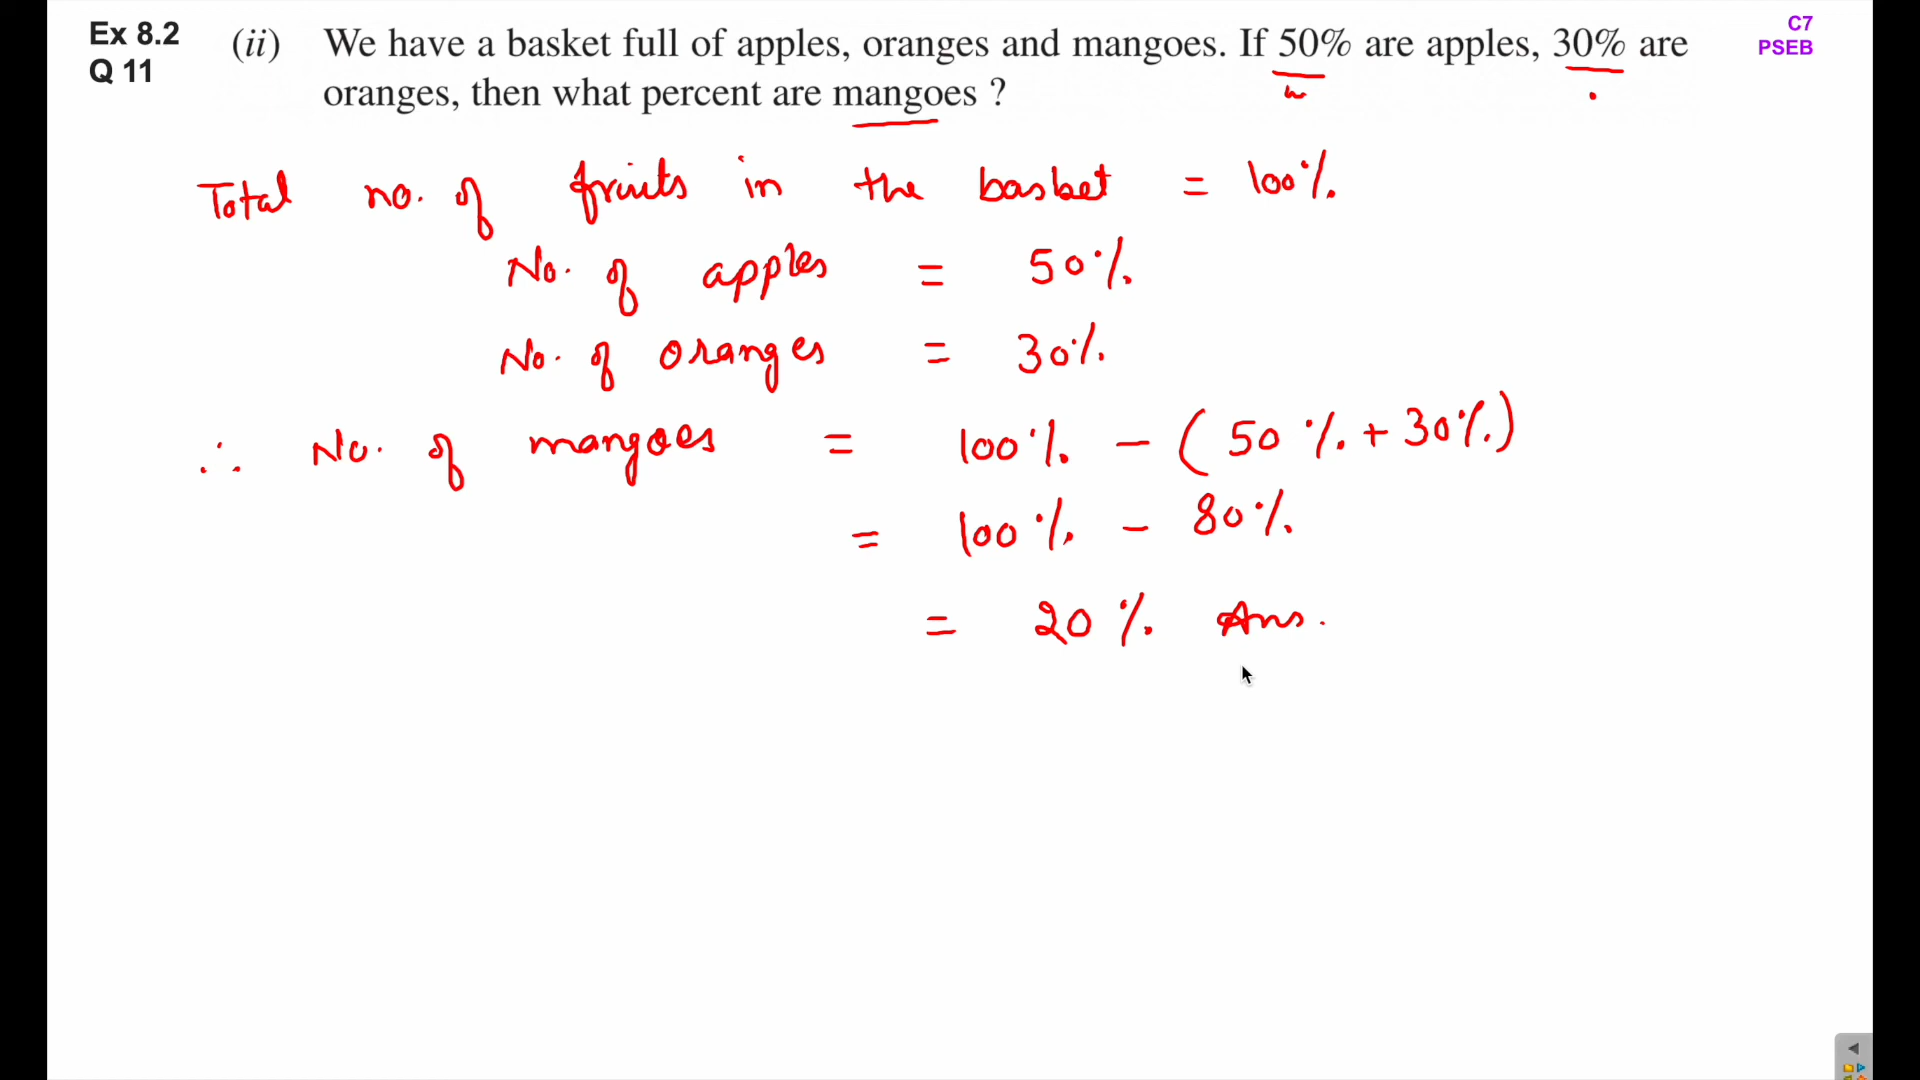 Ex 8.2
Q 11
(ii) We have a basket full of apples, oranges and mangoes. If 50% are apples, 30% are
oranges, then what percent are mangoes ?
C7
PSEB
Total no. of fruits in the basket = 100%
No. of apples = 50%
No. of oranges = 30%
∴ No. of mangoes = 100% - (50% + 30%)
= 100% - 80%
= 20% Ans.